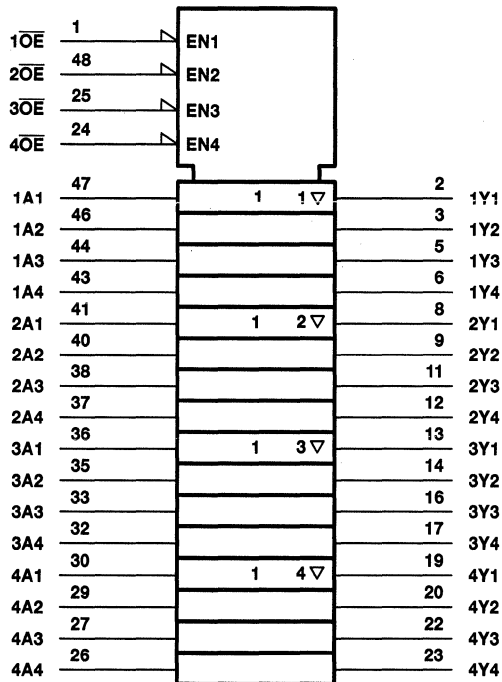 1O̅E̅ 1 EN1
2O̅E̅ 48 EN2
3O̅E̅ 25 EN3
4O̅E̅ 24 EN4
1A1 47 1 1 ▽ 2 1Y1
1A2 46 3 1Y2
1A3 44 5 1Y3
1A4 43 6 1Y4
2A1 41 1 2 ▽ 8 2Y1
2A2 40 9 2Y2
2A3 38 11 2Y3
2A4 37 12 2Y4
3A1 36 1 3 ▽ 13 3Y1
3A2 35 14 3Y2
3A3 33 16 3Y3
3A4 32 17 3Y4
4A1 30 1 4 ▽ 19 4Y1
4A2 29 20 4Y2
4A3 27 22 4Y3
4A4 26 23 4Y4